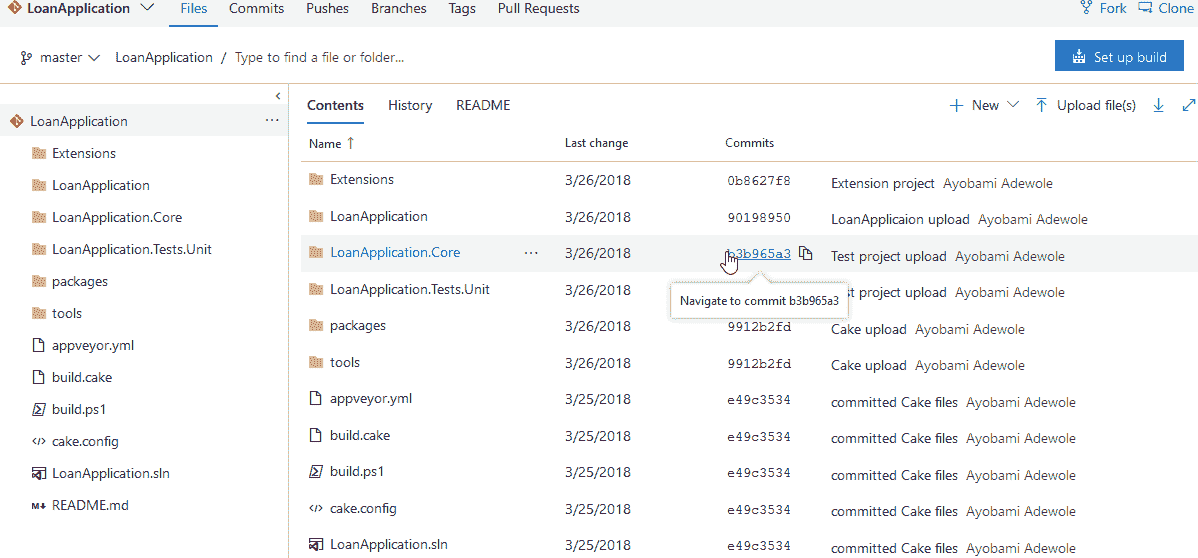 LoanApplication Files Commits Pushes Branches Tags Pull Requests Fork Clone
master LoanApplication / Type to find a file or folder... Set up build
LoanApplication
Extensions
LoanApplication
LoanApplication.Core
LoanApplication.Tests.Unit
packages
tools
appveyor.yml
build.cake
build.ps1
cake.config
LoanApplication.sln
README.md
Contents History README New Upload file(s)
Name Last change Commits
Extensions 3/26/2018 0b8627f8 Extension project Ayobami Adewole
LoanApplication 3/26/2018 90198950 LoanApplicaion upload Ayobami Adewole
LoanApplication.Core 3/26/2018 b3b965a3 Test project upload Ayobami Adewole
LoanApplication.Tests.Unit 3/26/2018 project upload Ayobami Adewole
Navigate to commit b3b965a3
packages 3/26/2018 9912b2fd Cake upload Ayobami Adewole
tools 3/26/2018 9912b2fd Cake upload Ayobami Adewole
appveyor.yml 3/25/2018 e49c3534 committed Cake files Ayobami Adewole
build.cake 3/25/2018 e49c3534 committed Cake files Ayobami Adewole
build.ps1 3/25/2018 e49c3534 committed Cake files Ayobami Adewole
cake.config 3/25/2018 e49c3534 committed Cake files Ayobami Adewole
LoanApplication.sln 3/25/2018 e49c3534 committed Cake files Ayobami Adewole